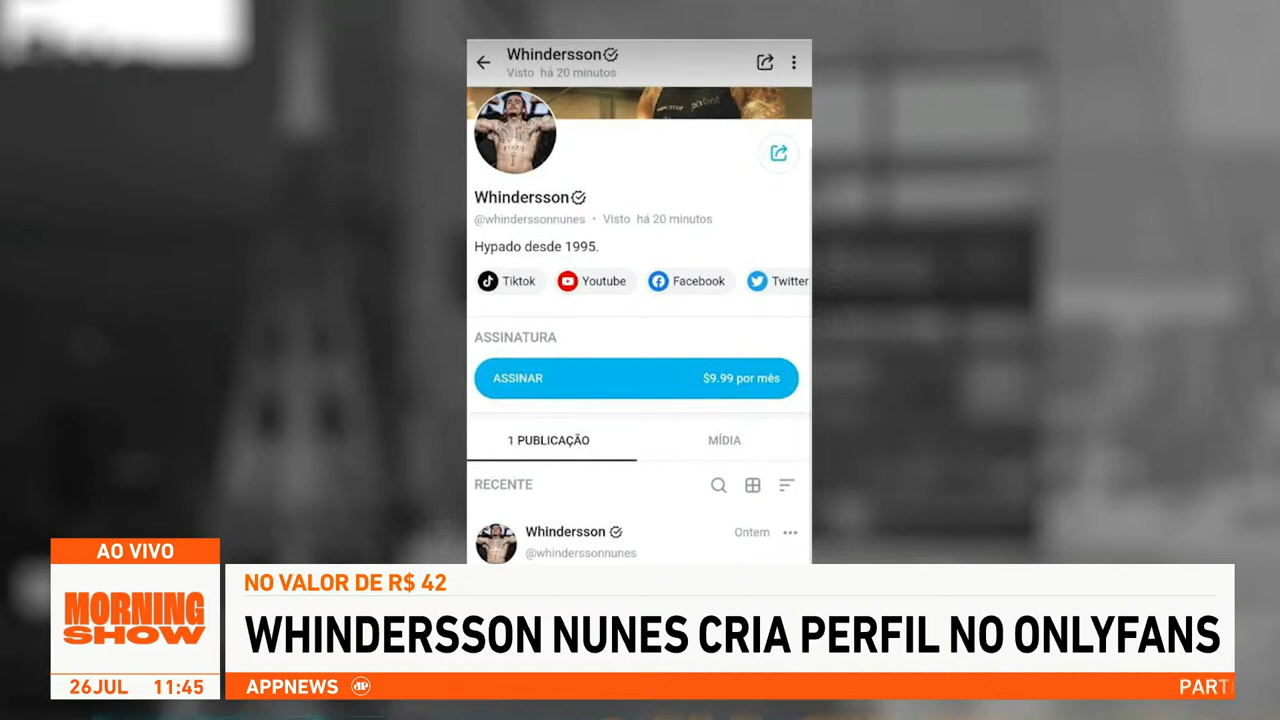 Whindersson
Visto há 20 minutos
Whindersson
@whinderssonnunes • Visto há 20 minutos
Hypado desde 1995.
Tiktok Youtube Facebook Twitter
ASSINATURA
ASSINAR $9.99 por mês
1 PUBLICAÇÃO MÍDIA
RECENTE
Whindersson Ontem
@whinderssonnunes
AO VIVO
MORNING
SHOW
26JUL 11:45
NO VALOR DE R$ 42
WHINDERSSON NUNES CRIA PERFIL NO ONLYFANS
APPNEWS JP PARTI